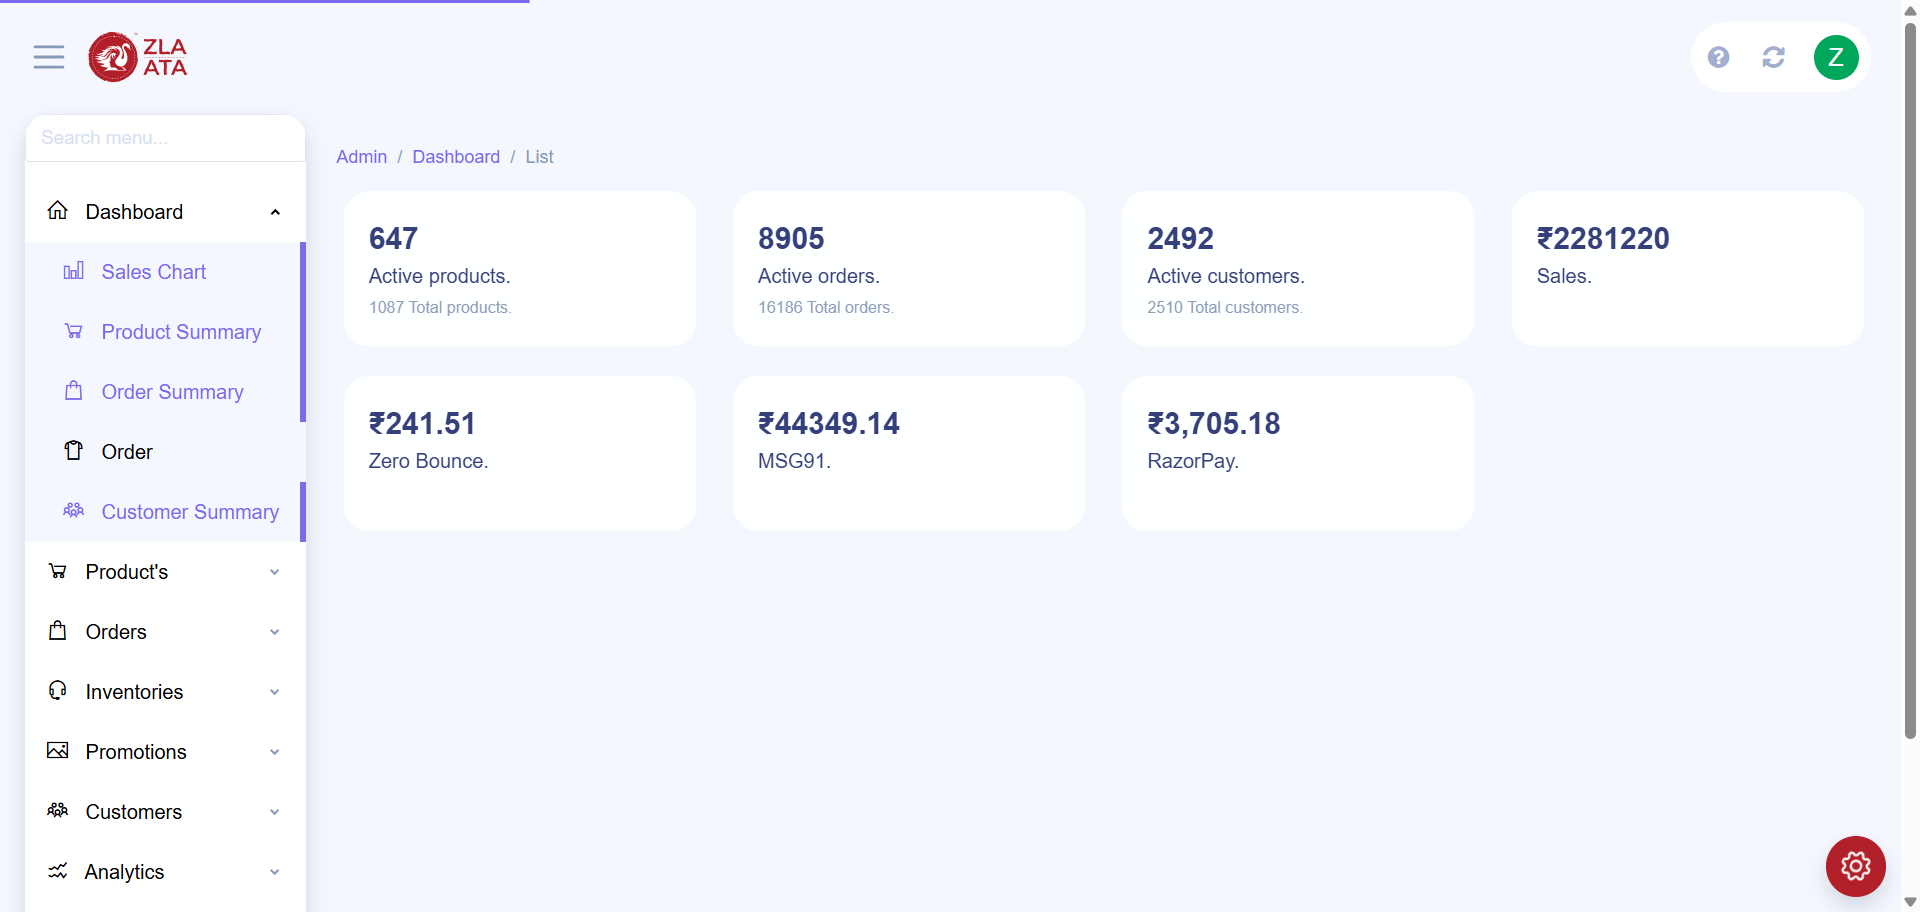 ZLA
ATA
Z
Search menu...
Admin / Dashboard / List
Dashboard
Sales Chart
Product Summary
Order Summary
Order
Customer Summary
Product's
Orders
Inventories
Promotions
Customers
Analytics
647
Active products.
1087 Total products.
8905
Active orders.
16186 Total orders.
2492
Active customers.
2510 Total customers.
₹2281220
Sales.
₹241.51
Zero Bounce.
₹44349.14
MSG91.
₹3,705.18
RazorPay.